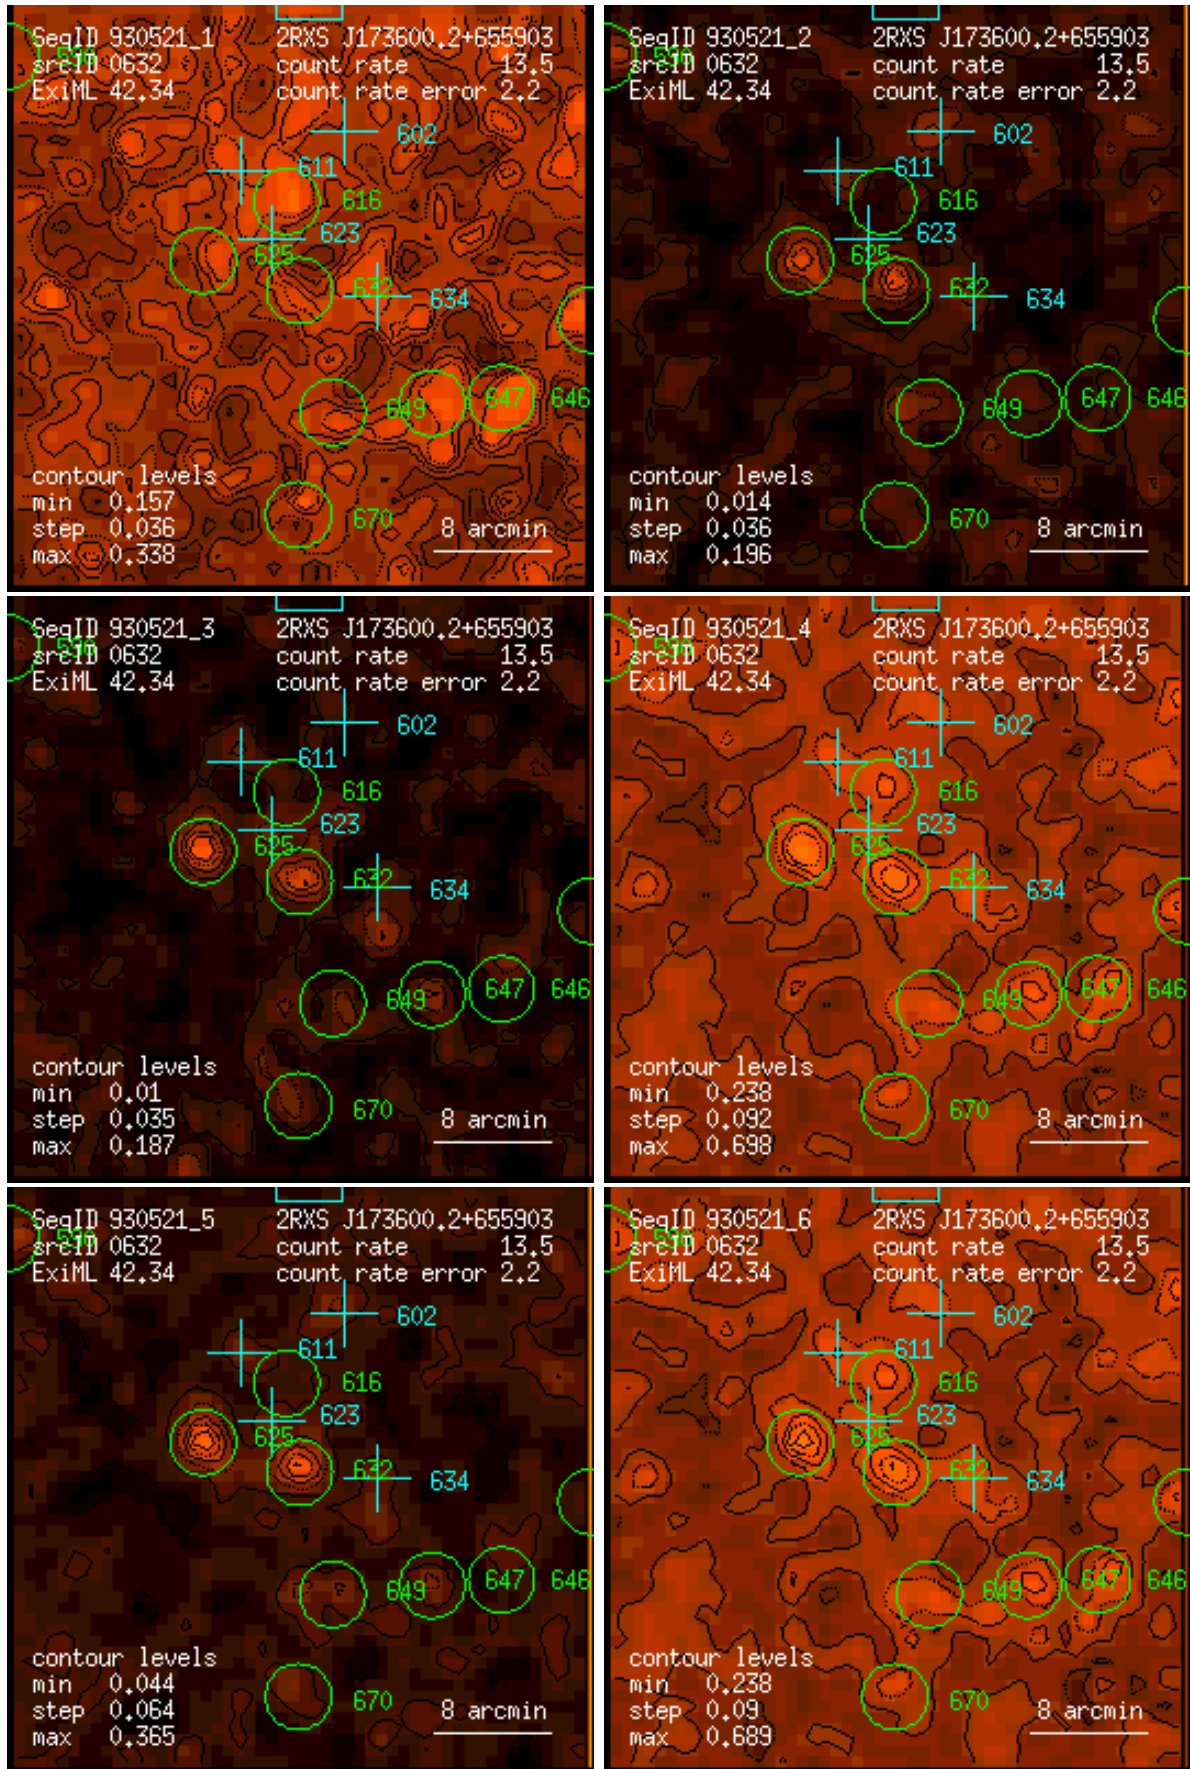 SeqID 930521_1 2RXS J173600.2+655903
590
srcID 0632 count rate 13.5
ExiML 42.34 count rate error 2.2
602
611
616
623
625
632
634
649 647 646
contour levels
min 0.157
670
step 0.036 8 arcmin
max 0.338
SeqID 930521_2 2RXS J173600.2+655903
590
srcID 0632 count rate 13.5
ExiML 42.34 count rate error 2.2
602
611
616
623
625
632
634
649 647 646
contour levels
min 0.014
670
step 0.036 8 arcmin
max 0.196
SeqID 930521_3 2RXS J173600.2+655903
590
srcID 0632 count rate 13.5
ExiML 42.34 count rate error 2.2
602
611
616
623
625
632
634
649 647 646
contour levels
min 0.01
670
step 0.035 8 arcmin
max 0.187
SeqID 930521_4 2RXS J173600.2+655903
590
srcID 0632 count rate 13.5
ExiML 42.34 count rate error 2.2
602
611
616
623
625
632
634
649 647 646
contour levels
min 0.238
670
step 0.092 8 arcmin
max 0.698
SeqID 930521_5 2RXS J173600.2+655903
590
srcID 0632 count rate 13.5
ExiML 42.34 count rate error 2.2
602
611
616
623
625
632
634
649 647 646
contour levels
min 0.044
670
step 0.064 8 arcmin
max 0.365
SeqID 930521_6 2RXS J173600.2+655903
590
srcID 0632 count rate 13.5
ExiML 42.34 count rate error 2.2
602
611
616
623
625
632
634
649 647 646
contour levels
min 0.238
670
step 0.09 8 arcmin
max 0.689